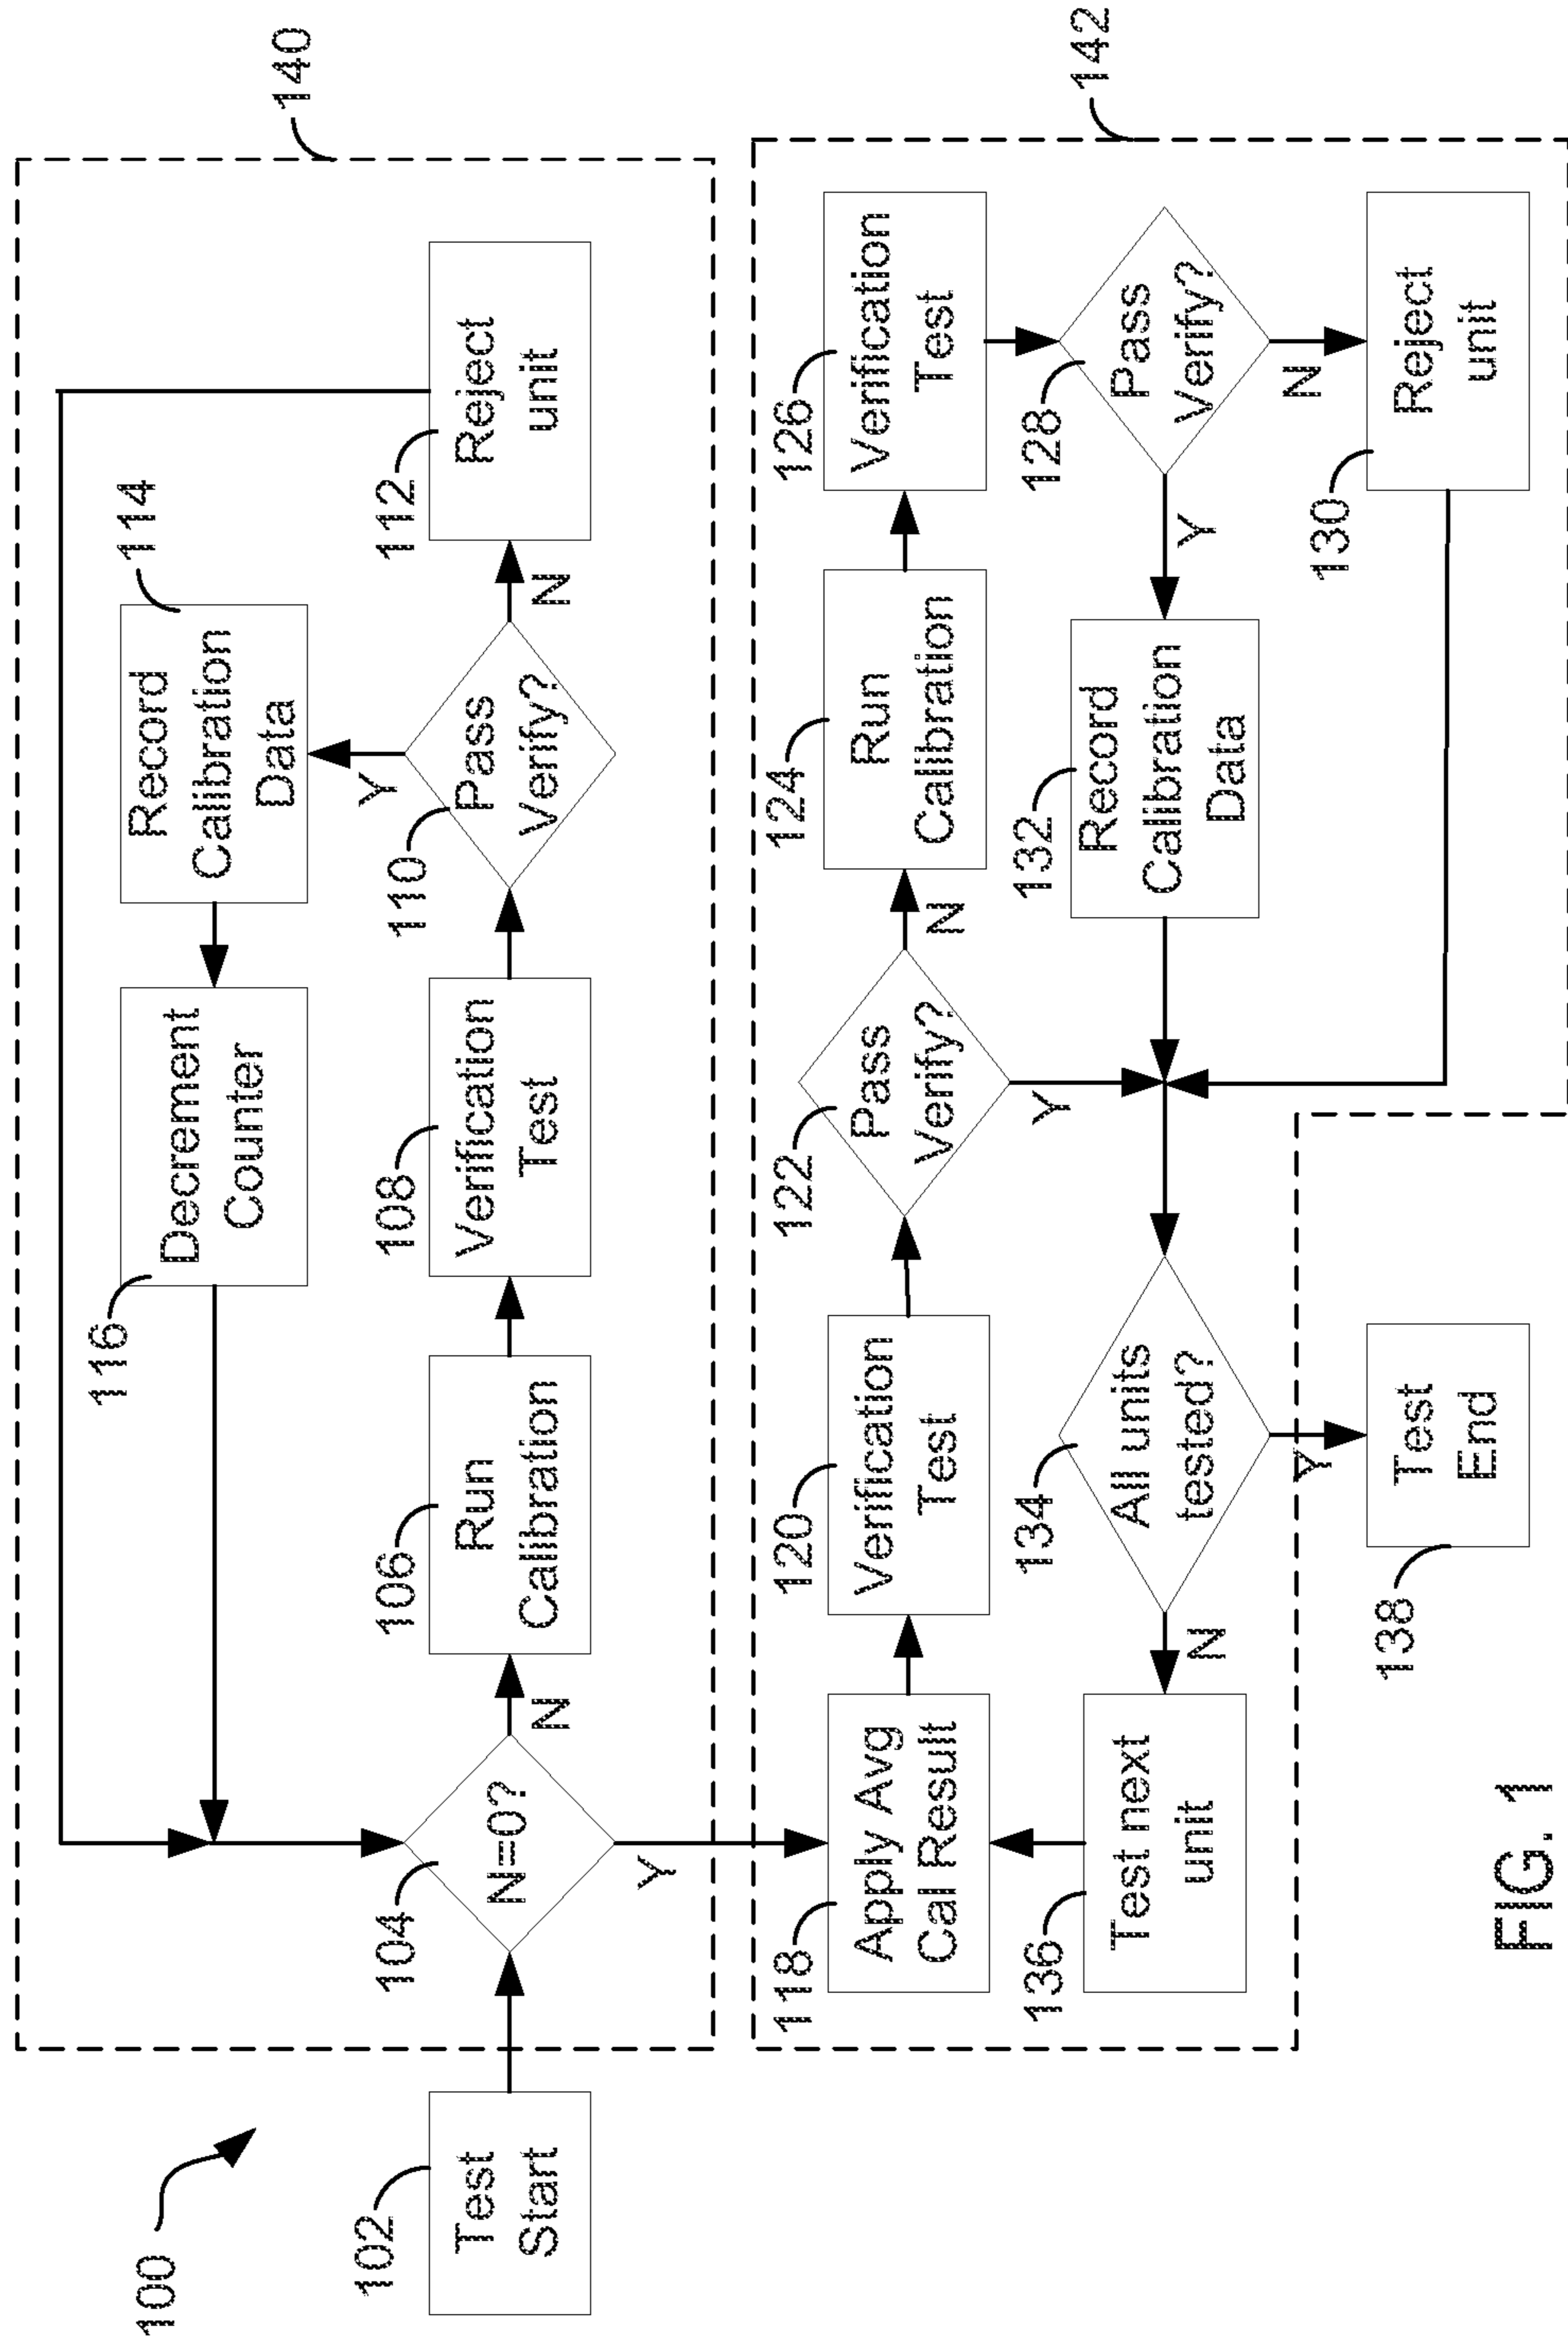 100
102
Test
Start
140
104
N=0?
N
Y
106
Run
Calibration
108
Verification
Test
110
Pass
Verify?
Y
N
112
Reject
unit
114
Record
Calibration
Data
116
Decrement
Counter
142
118
Apply Avg
Cal Result
120
Verification
Test
122
Pass
Verify?
N
Y
124
Run
Calibration
126
Verification
Test
128
Pass
Verify?
Y
N
130
Reject
unit
132
Record
Calibration
Data
134
All units
tested?
N
Y
136
Test next
unit
138
Test
End
FIG. 1